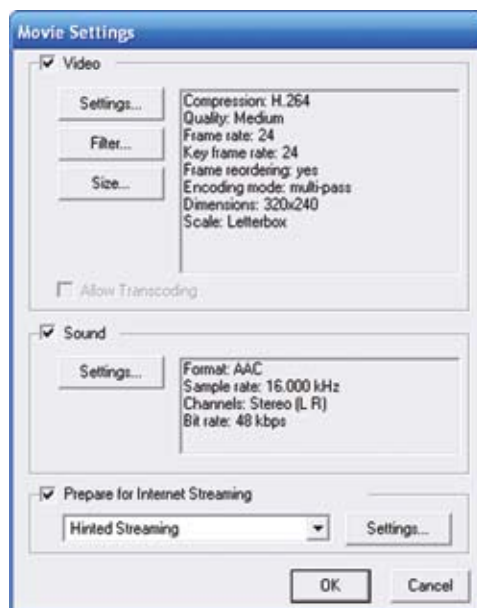 Movie Settings
Video
Settings...
Filter...
Size...
Compression: H.264
Quality: Medium
Frame rate: 24
Key frame rate: 24
Frame reordering: yes
Encoding mode: multi-pass
Dimensions: 320x240
Scale: Letterbox
Allow Transcoding
Sound
Settings...
Format: AAC
Sample rate: 16.000 kHz
Channels: Stereo (L R)
Bit rate: 48 kbps
Prepare for Internet Streaming
Hinted Streaming
Settings...
OK
Cancel